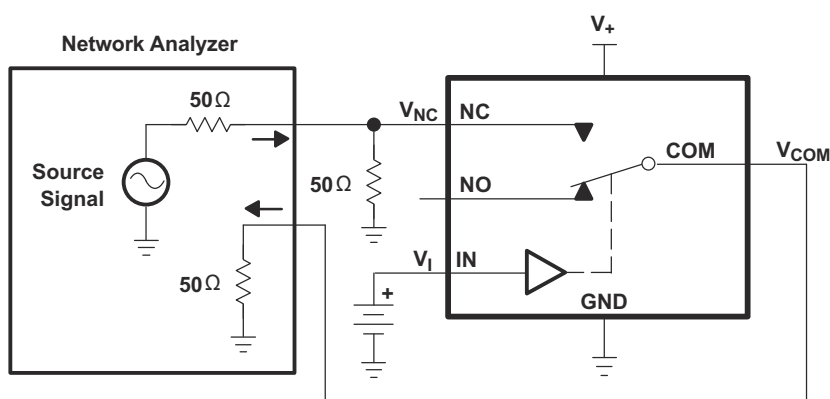 V+
Network Analyzer
50Ω
VNC NC
Source
Signal
50Ω
COM VCOM
NO
VI IN
50Ω
+
GND